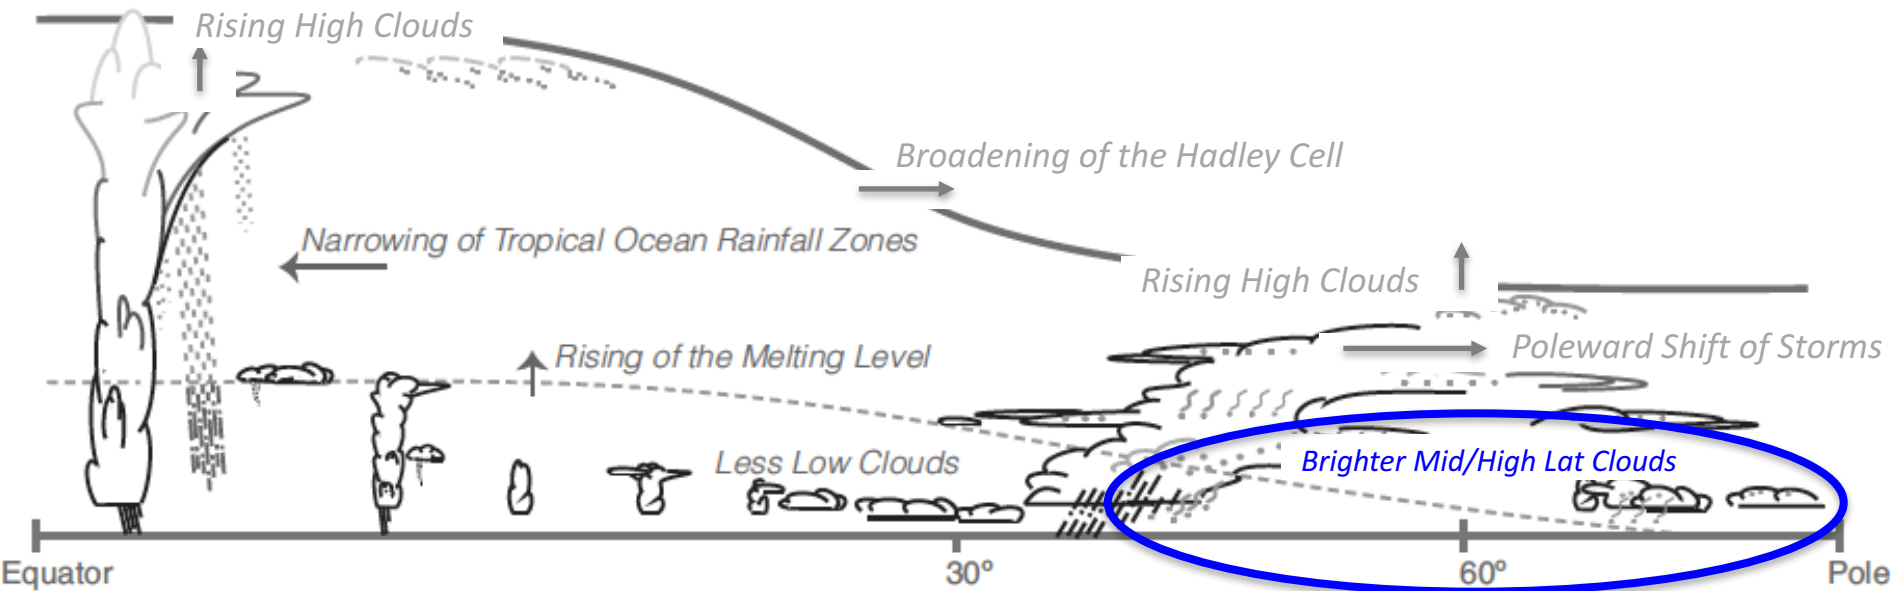 Rising High Clouds
Broadening of the Hadley Cell
Narrowing of Tropical Ocean Rainfall Zones
Rising High Clouds
Rising of the Melting Level
Poleward Shift of Storms
Less Low Clouds
Brighter Mid/High Lat Clouds
Equator
30º
60º
Pole